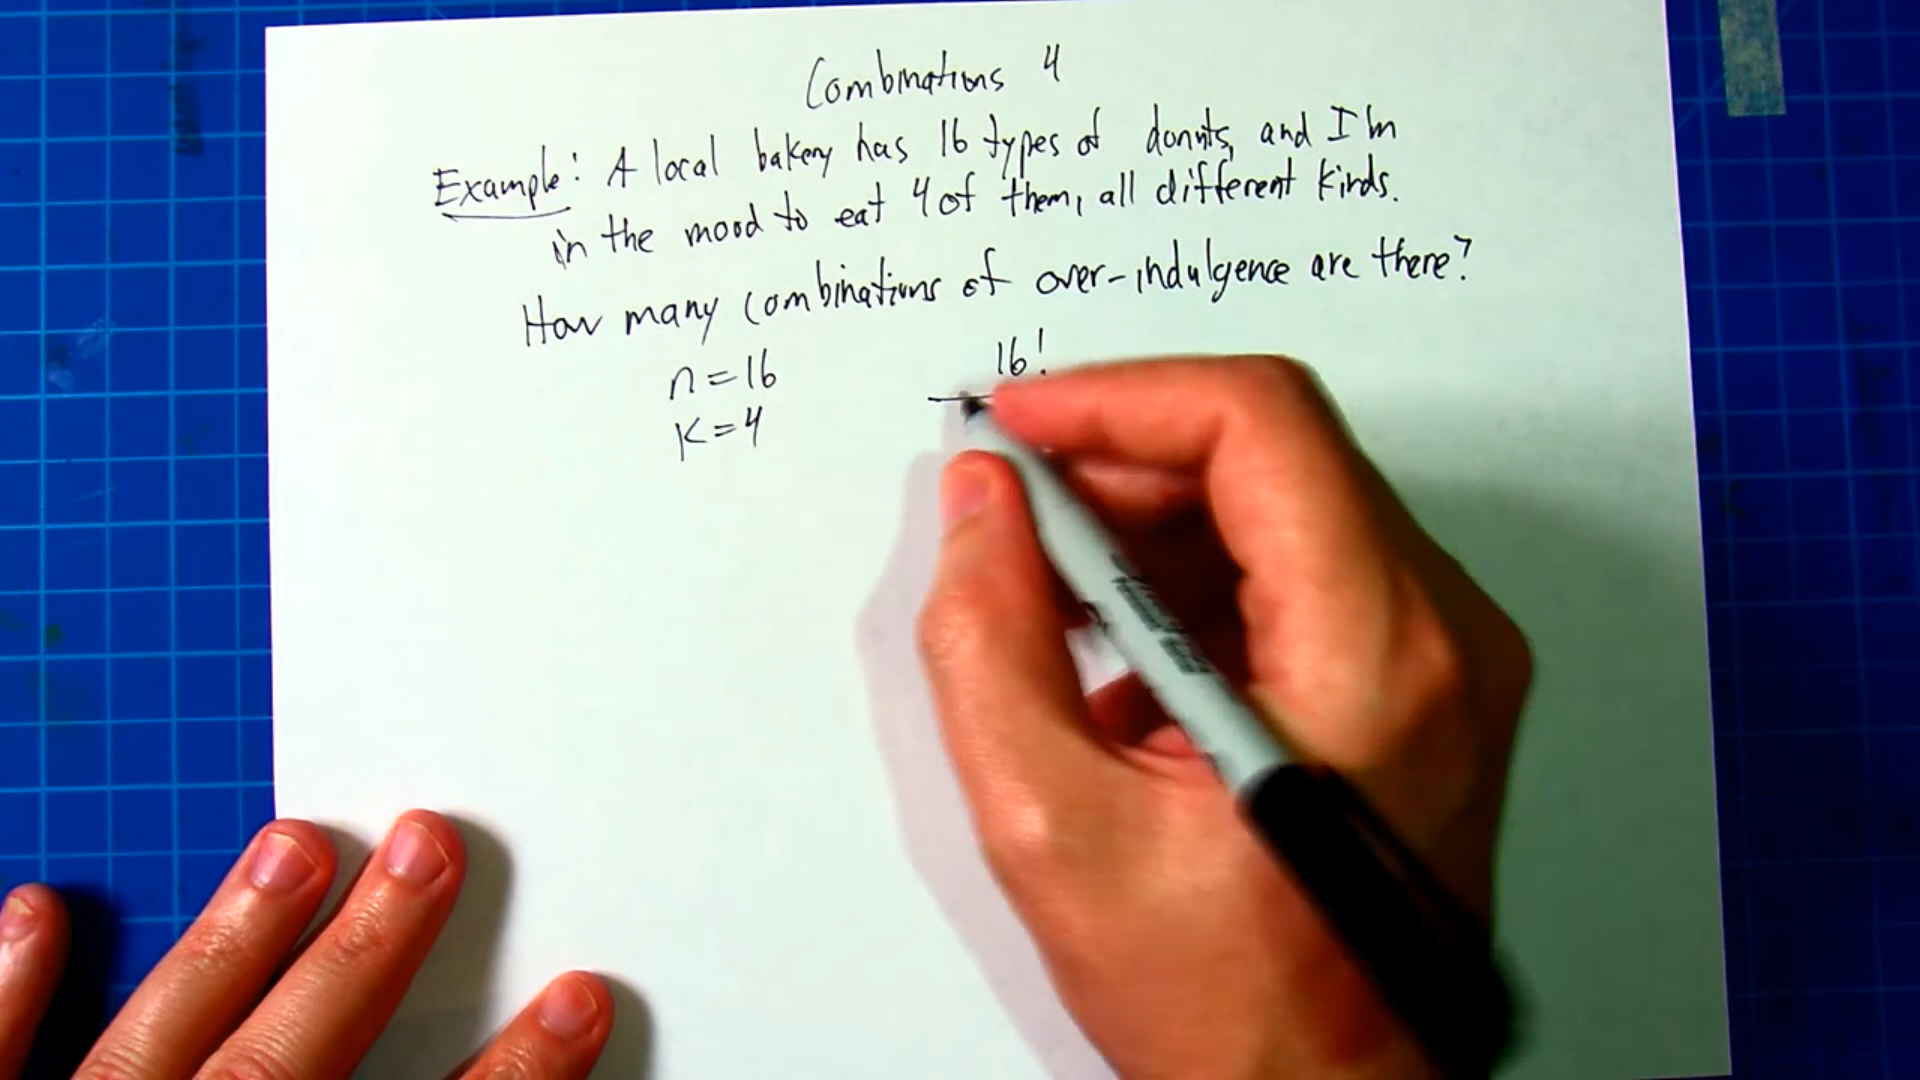 Combinations 4
Example: A local bakery has 16 types of donuts, and I'm
in the mood to eat 4 of them, all different kinds.
How many combinations of over-indulgence are there?
n=16
K=4
16!